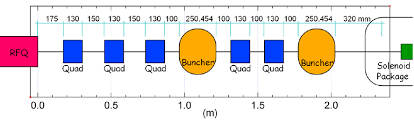 175 130 150 130 150 130 100 250.454 100 130 100 130 100 250.454 320 mm
RFQ
Quad Quad Quad Buncher Quad Quad Buncher Solenoid
Package
0.0 0.5 1.0 1.5 2.0
(m)